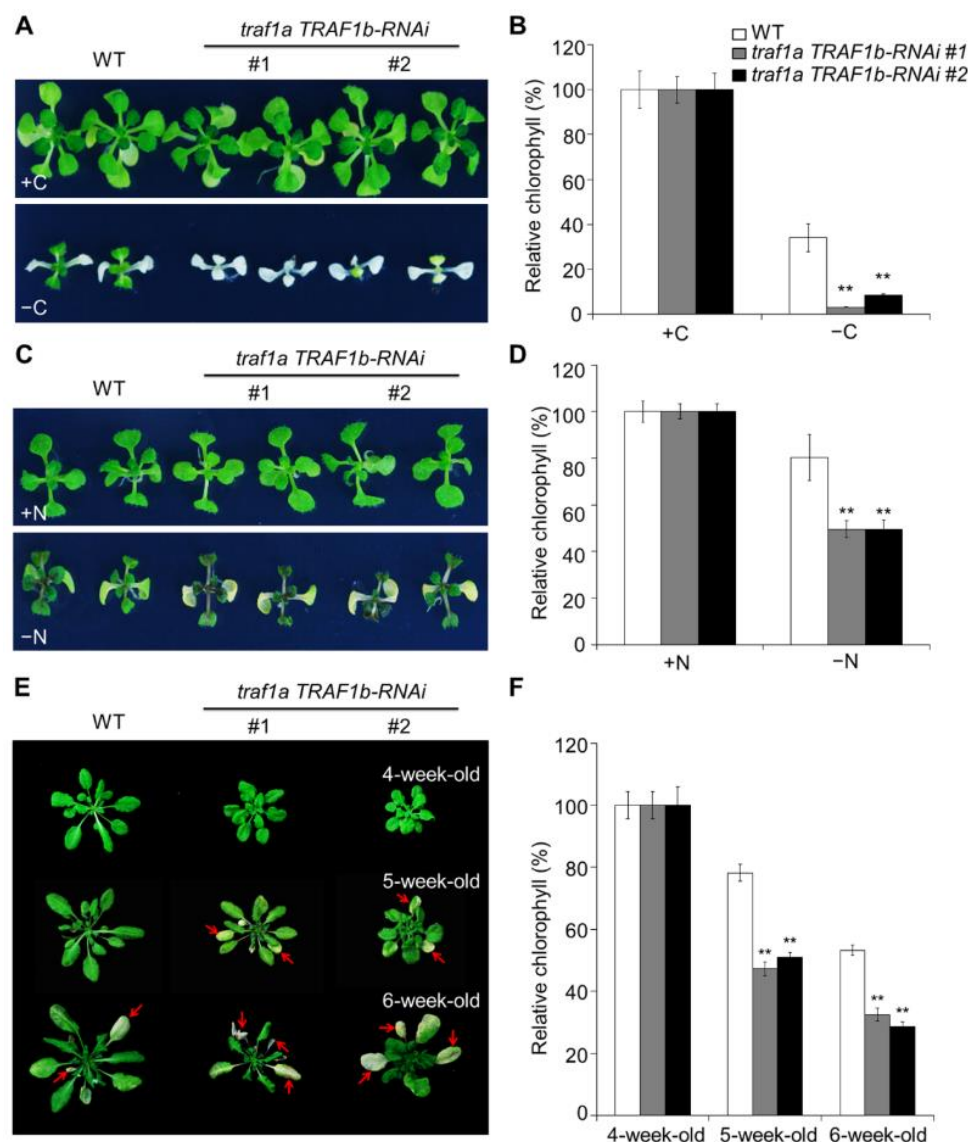 A
traf1a TRAF1b-RNAi
WT
#1
#2
+C
−C
B
WT
traf1a TRAF1b-RNAi #1
traf1a TRAF1b-RNAi #2
Relative chlorophyll (%)
120
100
80
60
40
20
0
**
**
+C
−C
C
traf1a TRAF1b-RNAi
WT
#1
#2
+N
−N
D
Relative chlorophyll (%)
120
100
80
60
40
20
0
**
**
+N
−N
E
traf1a TRAF1b-RNAi
WT
#1
#2
4-week-old
5-week-old
6-week-old
F
Relative chlorophyll (%)
120
100
80
60
40
20
0
**
**
**
**
4-week-old
5-week-old
6-week-old